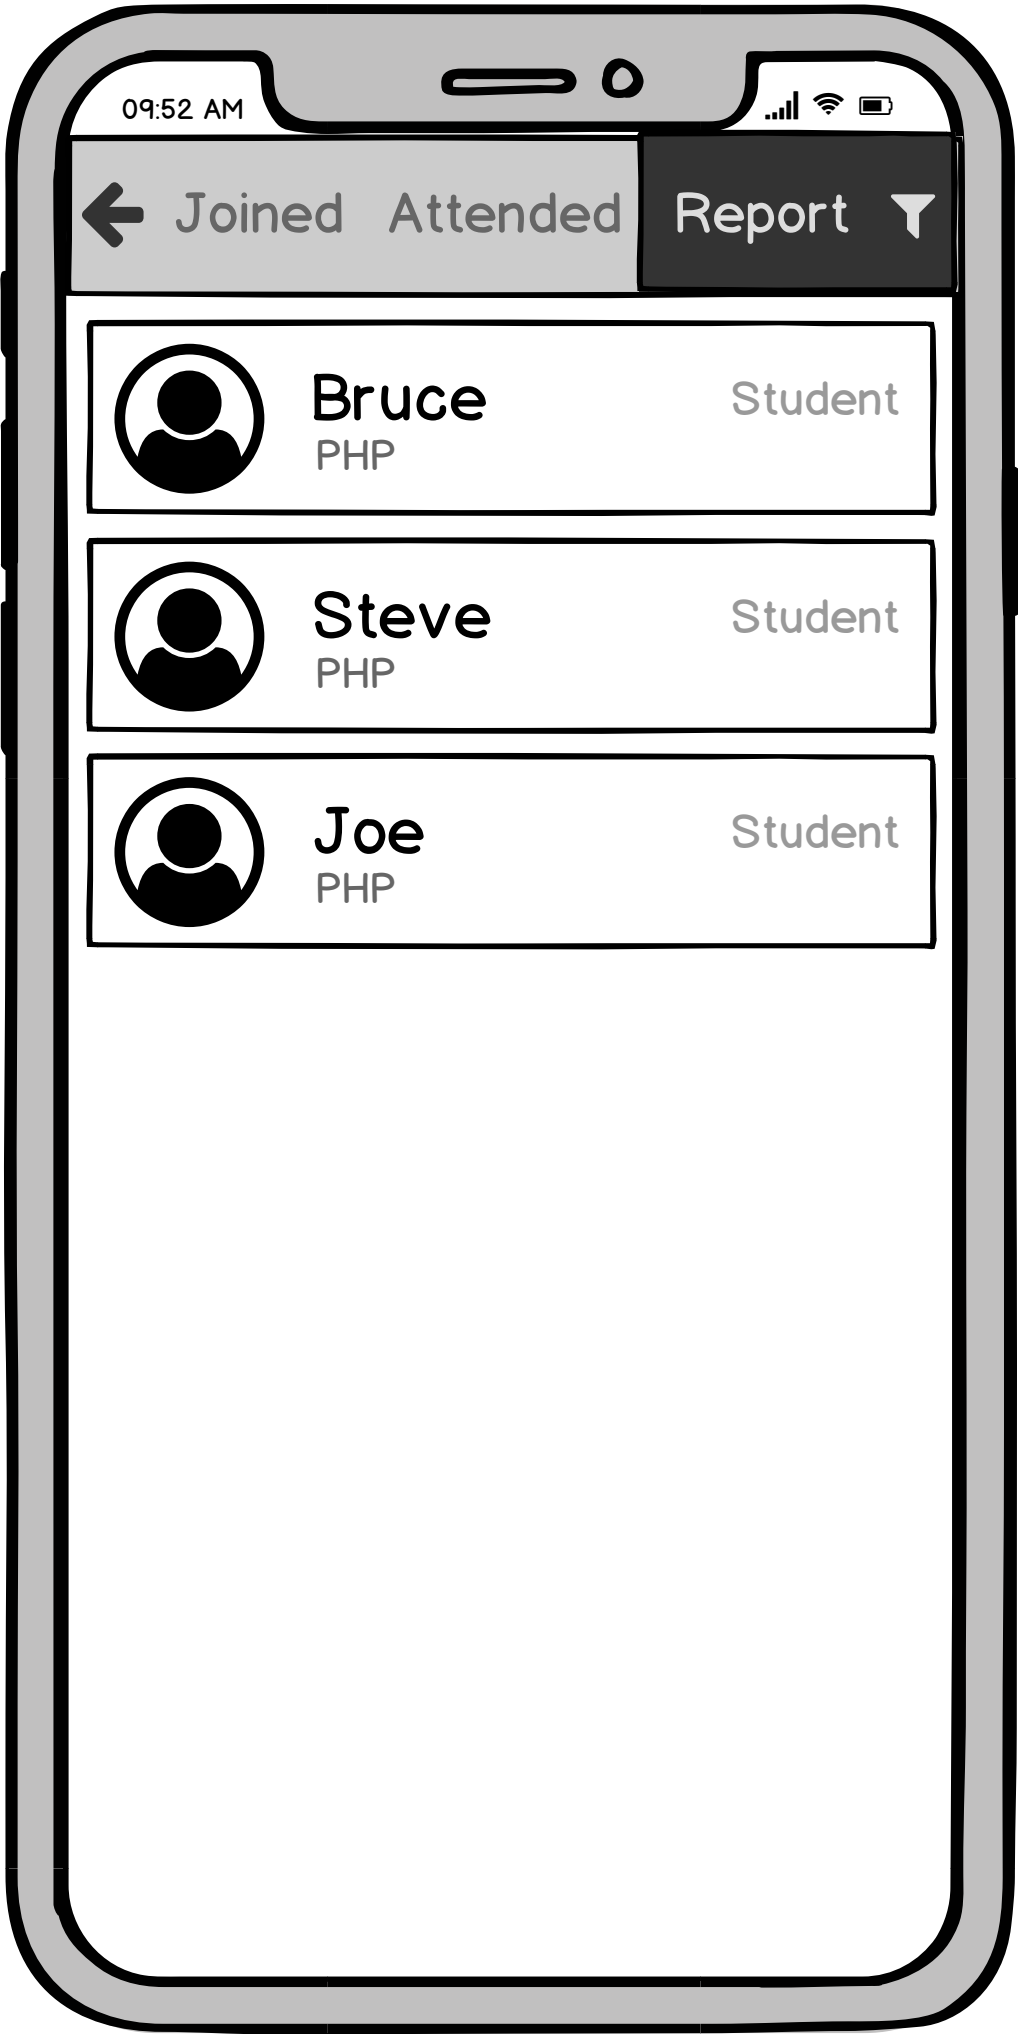 09:52 AM
Joined Attended Report
Bruce Student
PHP
Steve Student
PHP
Joe Student
PHP